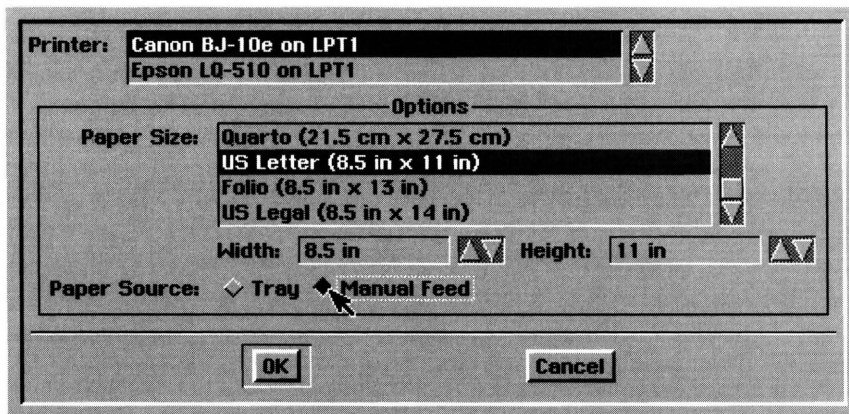 Printer: Canon BJ-10e on LPT1
Epson LQ-510 on LPT1
Options
Paper Size: Quarto (21.5 cm x 27.5 cm)
US Letter (8.5 in x 11 in)
Folio (8.5 in x 13 in)
US Legal (8.5 in x 14 in)
Width: 8.5 in Height: 11 in
Paper Source: Tray Manual Feed
OK Cancel